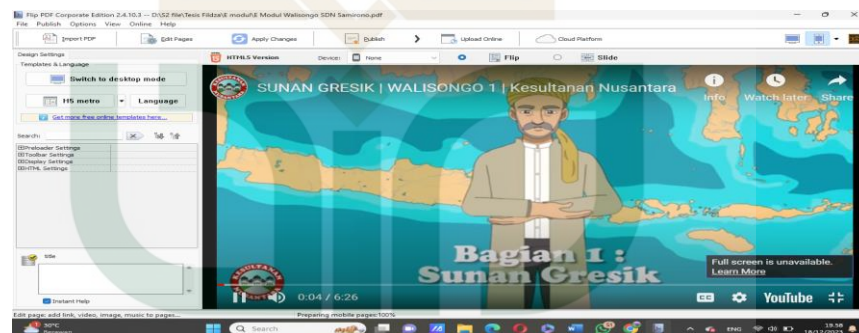 Flip PDF Corporate Edition 2.4.10.3 -- D:\S2 file\Tesis Fildza\E modul\E Modul Walisongo SDN Samirono.pdf
File Publish Options View Online Help
Import PDF Edit Pages Apply Changes Publish Upload Online Cloud Platform
Design Settings
Templates & Language
HTML5 Version Device: None Flip Slide
Switch to desktop mode
H5 metro Language
Get more free online templates here...
Search:
Preloader Settings
Toolbar Settings
Display Settings
HTML Settings
title
Instant Help
SUNAN GRESIK | WALISONGO 1 | Kesultanan Nusantara
Info Watch later Share
KESULTANAN
Bagian 1 :
Sunan Gresik
Full screen is unavailable.
Learn More
0:04 / 6:26
CC YouTube
Edit page: add link, video, image, music to pages...
Preparing mobile pages:100%
30°C
Search
ENG
19.58
18/12/2023